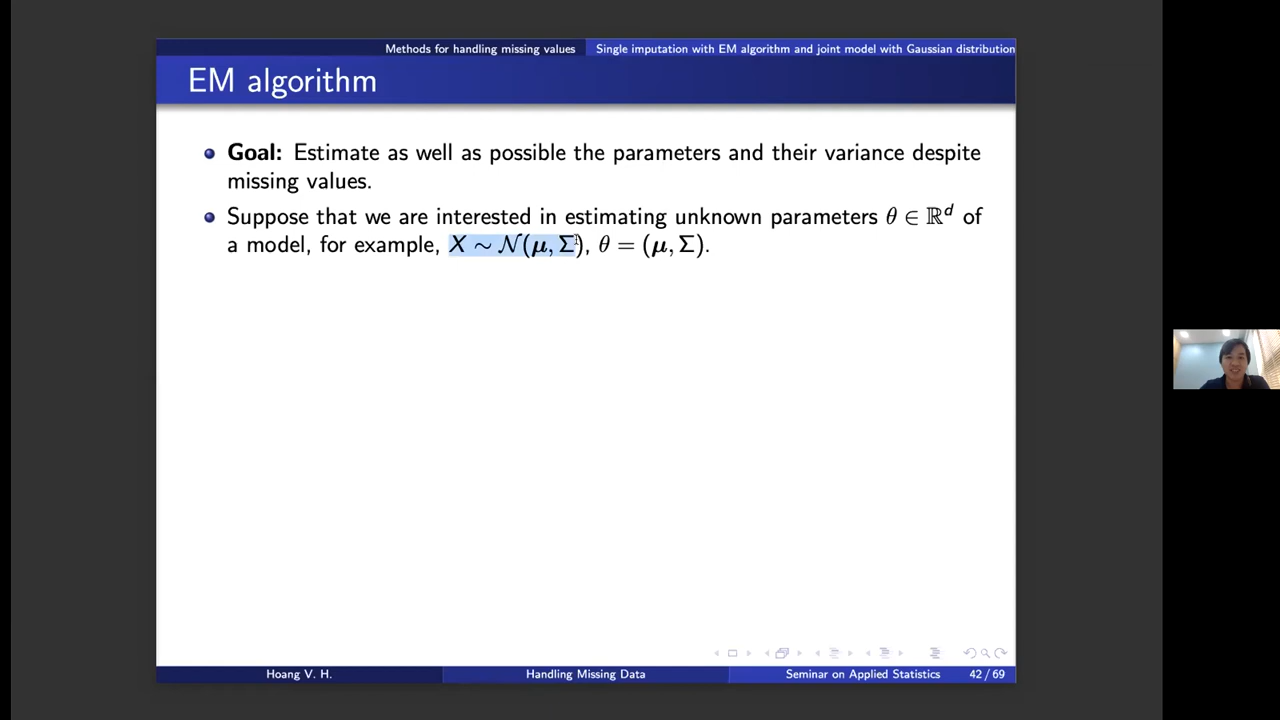 Methods for handling missing values Single imputation with EM algorithm and joint model with Gaussian distribution
EM algorithm
Goal: Estimate as well as possible the parameters and their variance despite
missing values.
Suppose that we are interested in estimating unknown parameters θ ∈ ℝᵈ of
a model, for example, X ∼ 𝒩(μ, Σ), θ = (μ, Σ).
Hoang V. H. Handling Missing Data Seminar on Applied Statistics 42 / 69